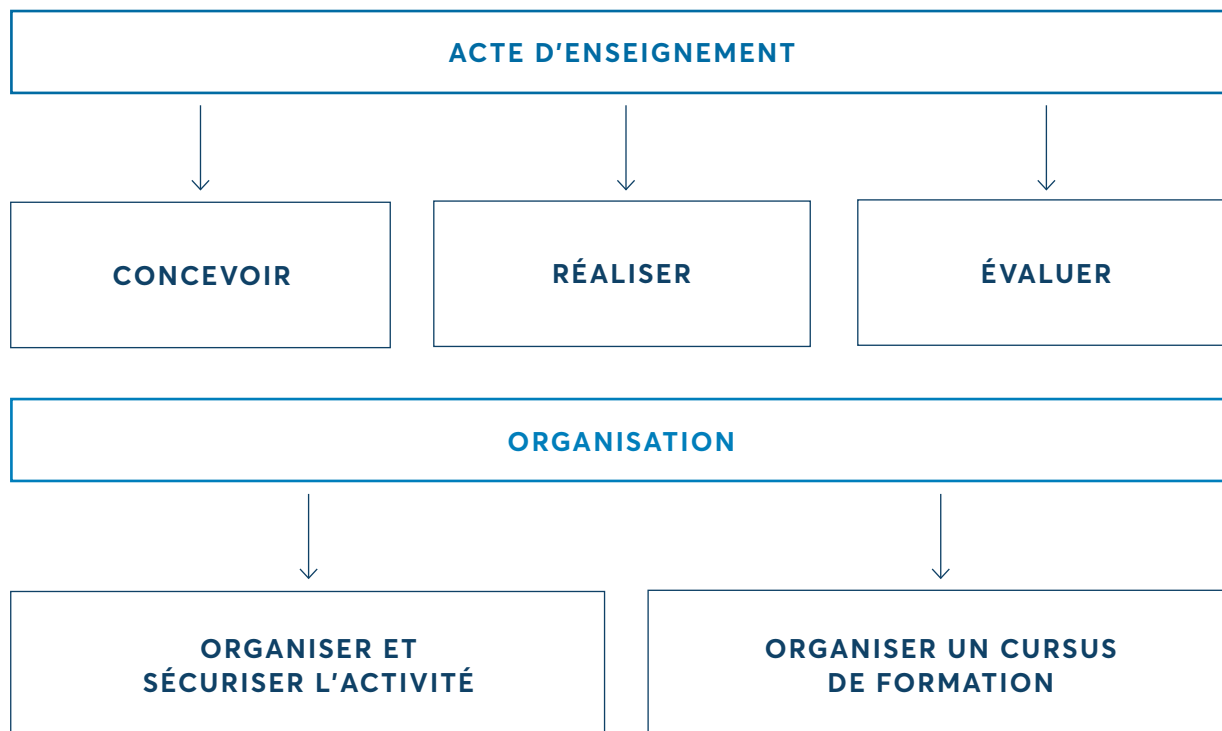 ACTE D'ENSEIGNEMENT
CONCEVOIR
RÉALISER
ÉVALUER
ORGANISATION
ORGANISER ET
SÉCURISER L'ACTIVITÉ
ORGANISER UN CURSUS
DE FORMATION